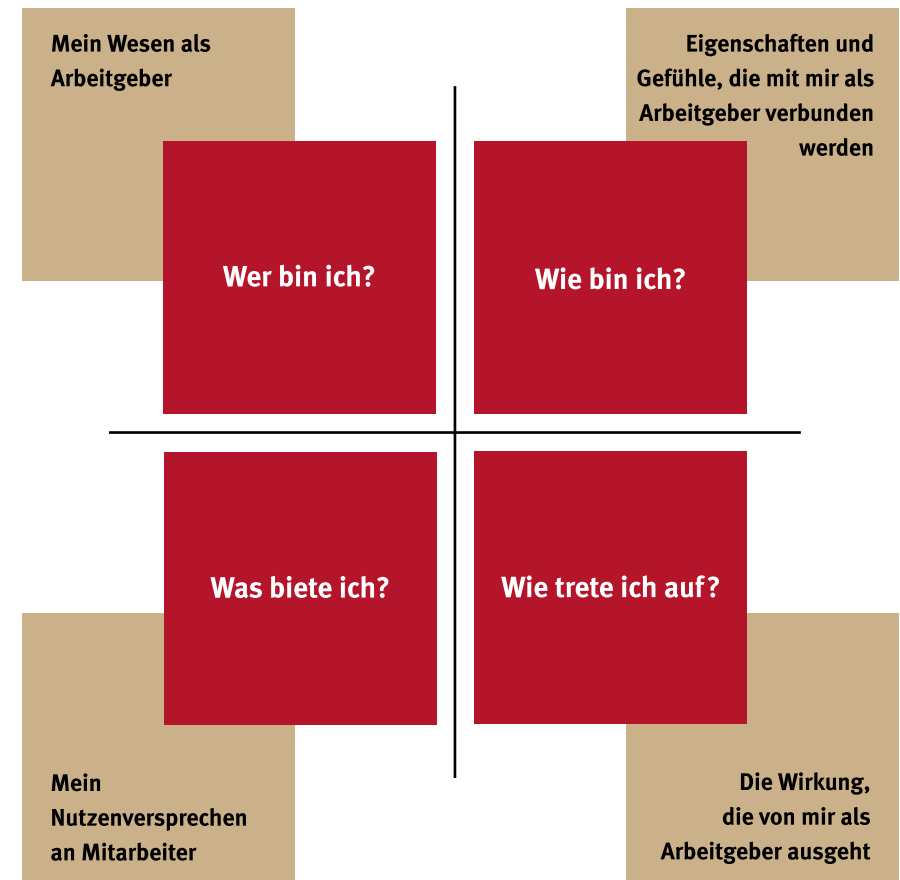 Mein Wesen als
Arbeitgeber
Eigenschaften und
Gefühle, die mit mir als
Arbeitgeber verbunden
werden
Wer bin ich?
Wie bin ich?
Was biete ich?
Wie trete ich auf?
Mein
Nutzenversprechen
an Mitarbeiter
Die Wirkung,
die von mir als
Arbeitgeber ausgeht